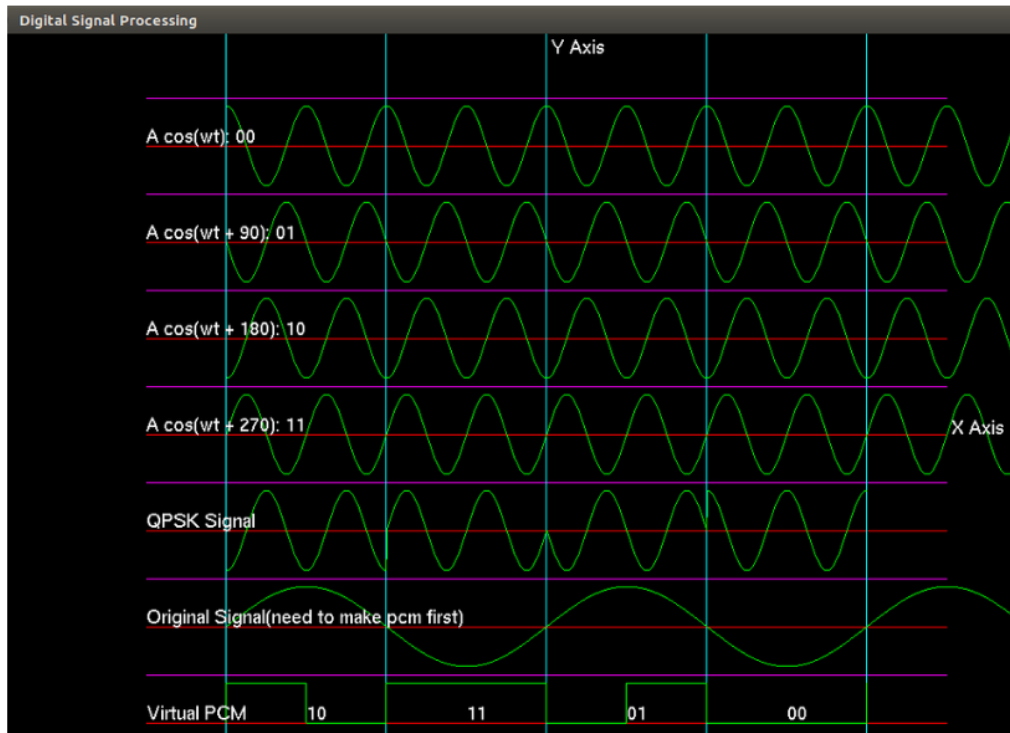 Digital Signal Processing
Y Axis
A cos(wt): 00
A cos(wt + 90): 01
A cos(wt + 180): 10
A cos(wt + 270): 11
X Axis
QPSK Signal
Original Signal(need to make pcm first)
Virtual PCM 10 11 01 00